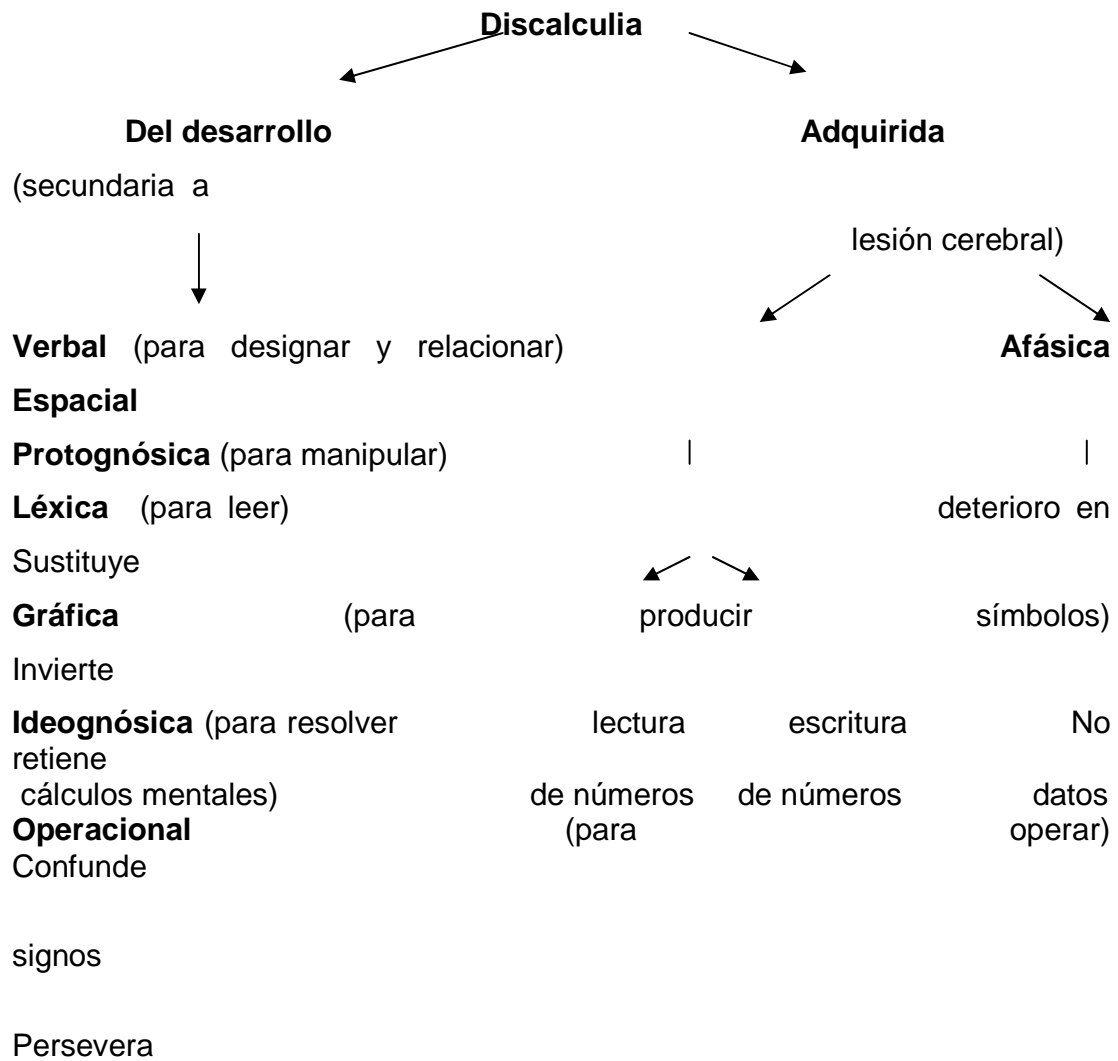 Discalculia
Del desarrollo Adquirida
(secundaria a
lesión cerebral)
Verbal (para designar y relacionar) Afásica
Espacial
Protognósica (para manipular) | |
Léxica (para leer) deterioro en
Sustituye
Gráfica (para producir símbolos)
Invierte
Ideognósica (para resolver lectura escritura No
retiene
cálculos mentales) de números de números datos
Operacional (para operar)
Confunde
signos
Persevera